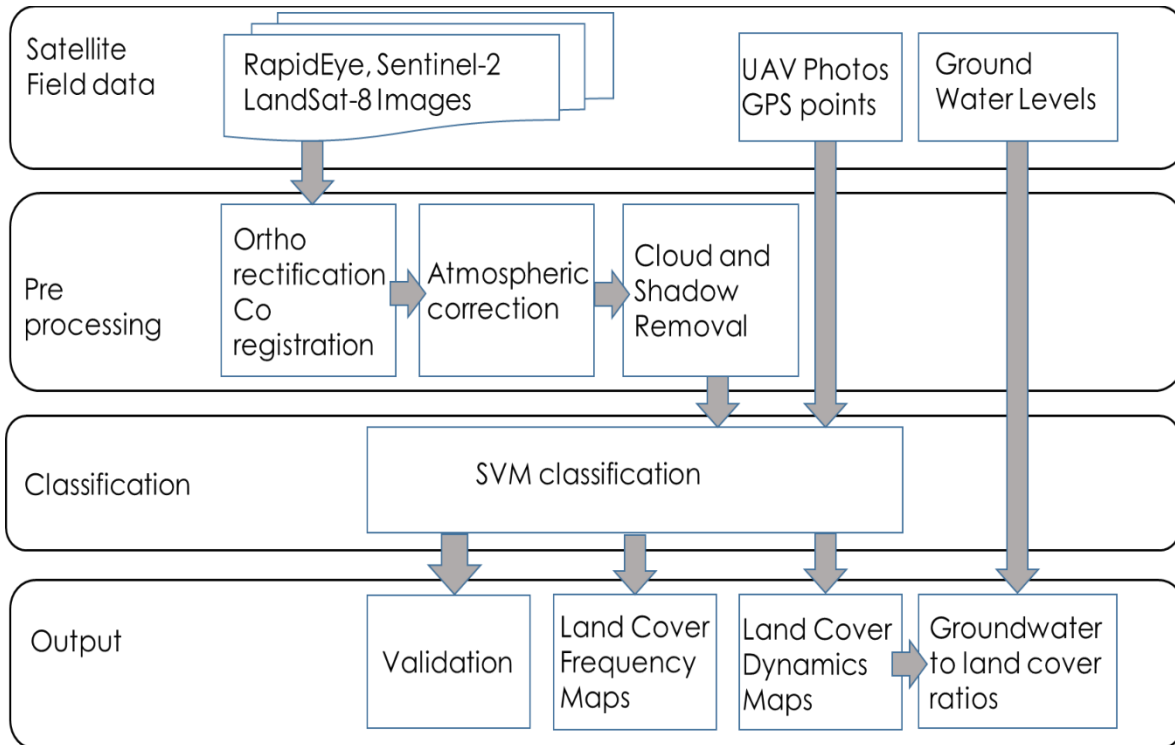 Satellite
Field data
RapidEye, Sentinel-2
LandSat-8 Images
UAV Photos
GPS points
Ground
Water Levels
Pre
processing
Ortho
rectification
Co
registration
Atmospheric
correction
Cloud and
Shadow
Removal
Classification
SVM classification
Output
Validation
Land Cover
Frequency
Maps
Land Cover
Dynamics
Maps
Groundwater
to land cover
ratios